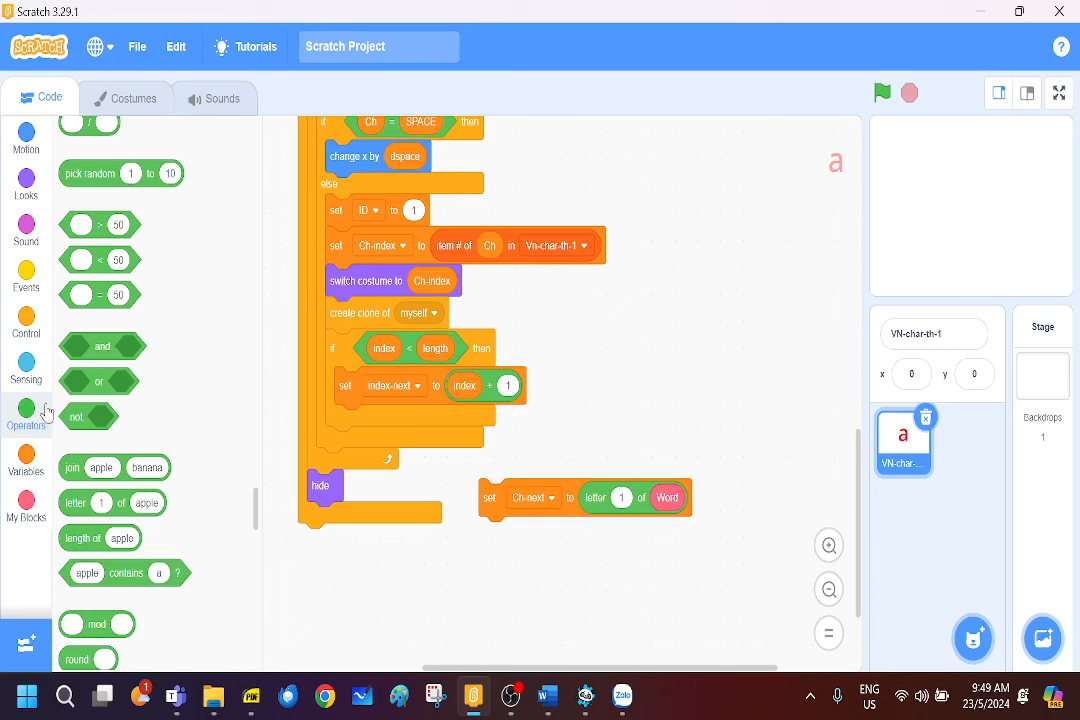 Scratch 3.29.1
SCRATCH File Edit Tutorials Scratch Project ?
Code Costumes Sounds
Motion
Looks
Sound
Events
Control
Sensing
Operators
Variables
My Blocks
/
pick random 1 to 10
> 50
< 50
= 50
and
or
not
join apple banana
letter 1 of apple
length of apple
apple contains a ?
mod
round
if Ch = SPACE then
change x by dspace
else
set ID to 1
set Ch-index to item # of Ch in Vn-char-th-1
switch costume to Ch-index
create clone of myself
if index < length then
set index-next to index + 1
hide
set Ch-next to letter 1 of Word
a
VN-char-th-1
x 0 y 0
a
VN-char-...
Stage
Backdrops
1
1
PDF
Zalo
ENG
US
9:49 AM
23/5/2024
PRE